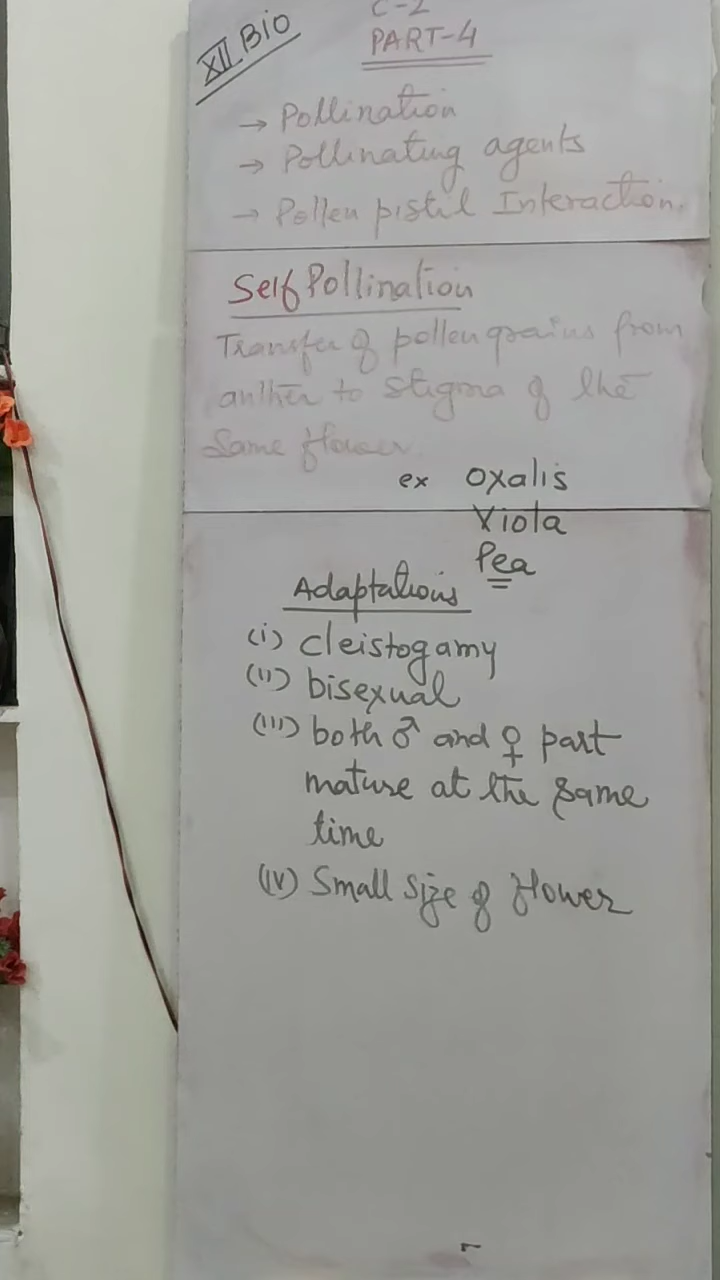 XII Bio
C-2
PART-4
→ Pollination
→ Pollinating agents
→ Pollen pistil Interaction.
Self Pollination
Transfer of pollen grains from
anther to stigma of the
same flower.
ex oxalis
Viola
Pea
Adaptations
(i) cleistogamy
(ii) bisexual
(iii) both ♂ and ♀ part
mature at the same
time
(iv) Small size of flower